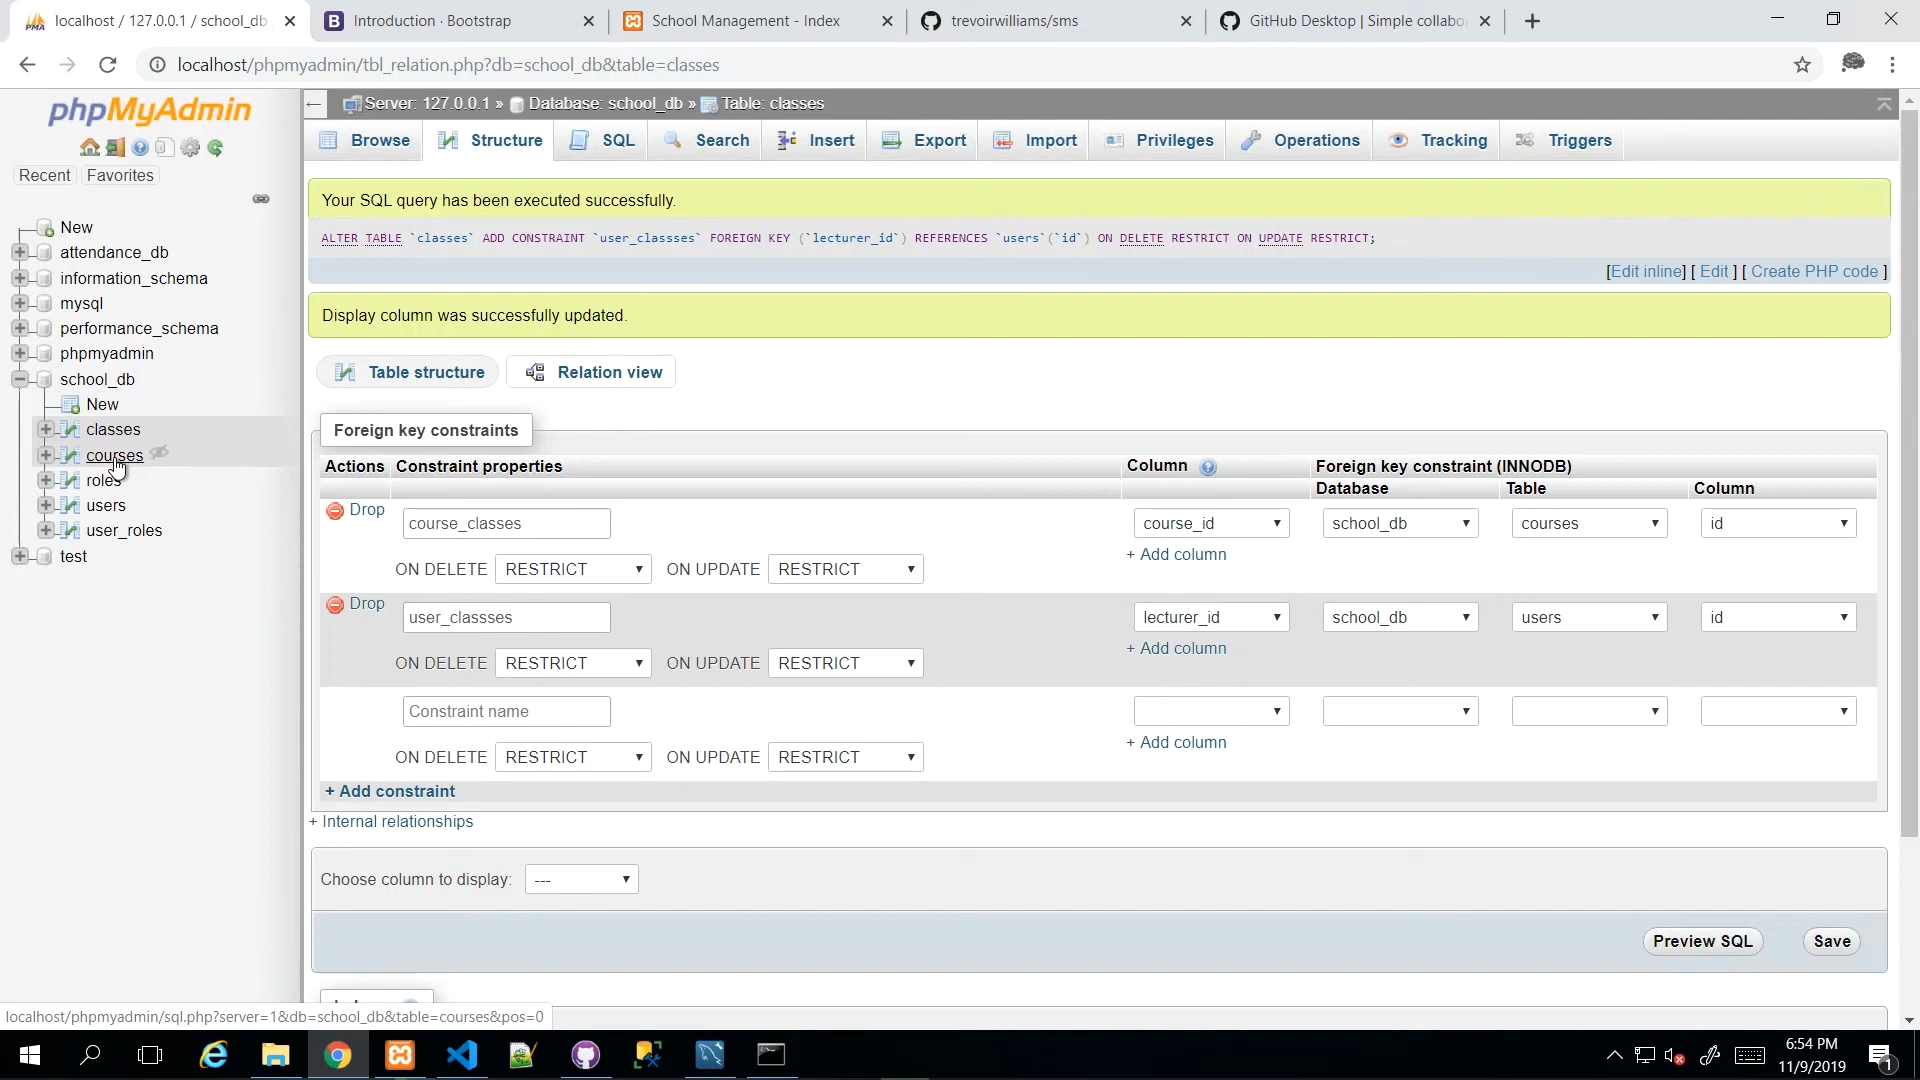 localhost / 127.0.0.1 / school_db
Introduction · Bootstrap
School Management - Index
trevoirwilliams/sms
GitHub Desktop | Simple collabo
localhost/phpmyadmin/tbl_relation.php?db=school_db&table=classes
phpMyAdmin
Recent Favorites
New
attendance_db
information_schema
mysql
performance_schema
phpmyadmin
school_db
New
classes
courses
roles
users
user_roles
test
Server: 127.0.0.1 » Database: school_db » Table: classes
Browse Structure SQL Search Insert Export Import Privileges Operations Tracking Triggers
Your SQL query has been executed successfully.
ALTER TABLE `classes` ADD CONSTRAINT `user_classses` FOREIGN KEY (`lecturer_id`) REFERENCES `users`(`id`) ON DELETE RESTRICT ON UPDATE RESTRICT;
[Edit inline] [ Edit ] [ Create PHP code ]
Display column was successfully updated.
Table structure Relation view
Foreign key constraints
Actions Constraint properties Column Foreign key constraint (INNODB)
Database Table Column
Drop course_classes course_id school_db courses id
+ Add column
ON DELETE RESTRICT ON UPDATE RESTRICT
Drop user_classses lecturer_id school_db users id
+ Add column
ON DELETE RESTRICT ON UPDATE RESTRICT
Constraint name
+ Add column
ON DELETE RESTRICT ON UPDATE RESTRICT
+ Add constraint
+ Internal relationships
Choose column to display: ---
Preview SQL Save
localhost/phpmyadmin/sql.php?server=1&db=school_db&table=courses&pos=0
6:54 PM
11/9/2019
1